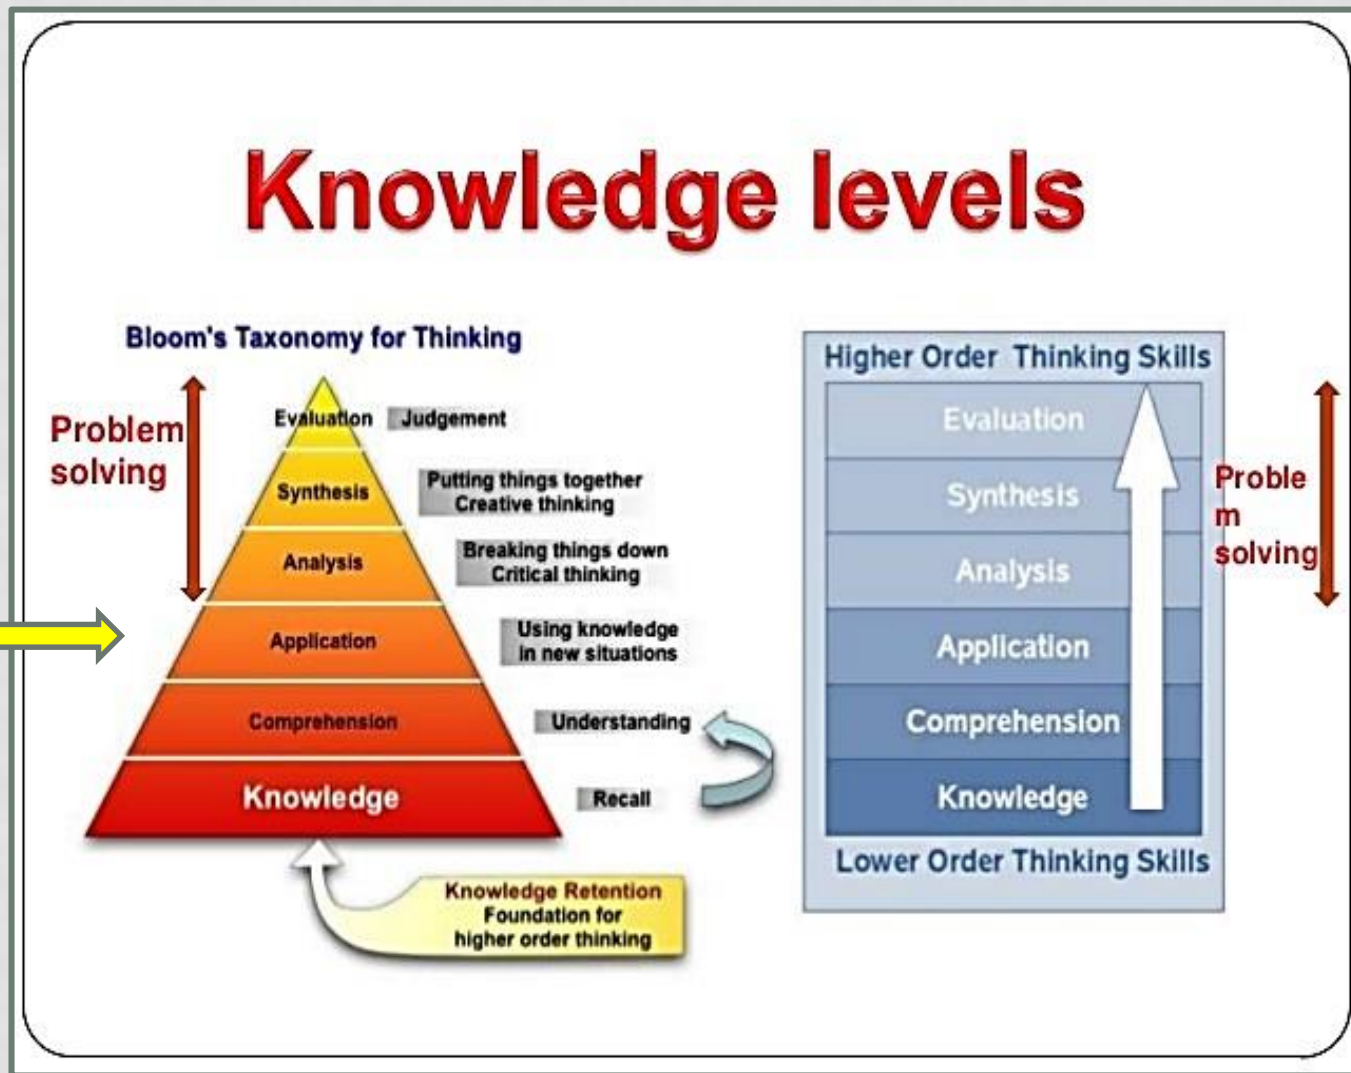 Knowledge levels
Bloom's Taxonomy for Thinking
Problem
solving
Evaluation
Judgement
Synthesis
Putting things together
Creative thinking
Analysis
Breaking things down
Critical thinking
Application
Using knowledge
in new situations
Comprehension
Understanding
Knowledge
Recall
Knowledge Retention
Foundation for
higher order thinking
Higher Order Thinking Skills
Evaluation
Synthesis
Analysis
Application
Comprehension
Knowledge
Lower Order Thinking Skills
Proble
m
solving